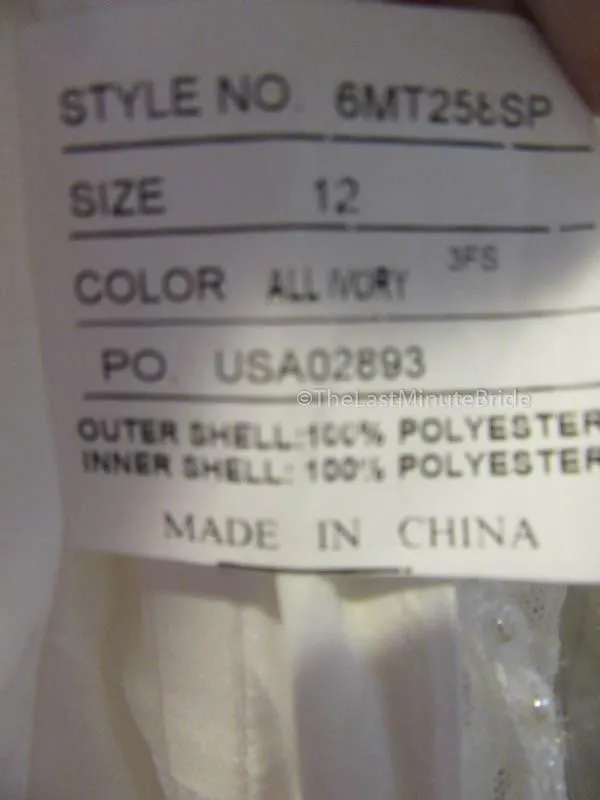 STYLE NO. 6MT258SP
SIZE 12
COLOR ALL IVORY 3FS
PO. USA02893
©TheLastMinuteBride
OUTER SHELL:100% POLYESTER
INNER SHELL: 100% POLYESTER
MADE IN CHINA